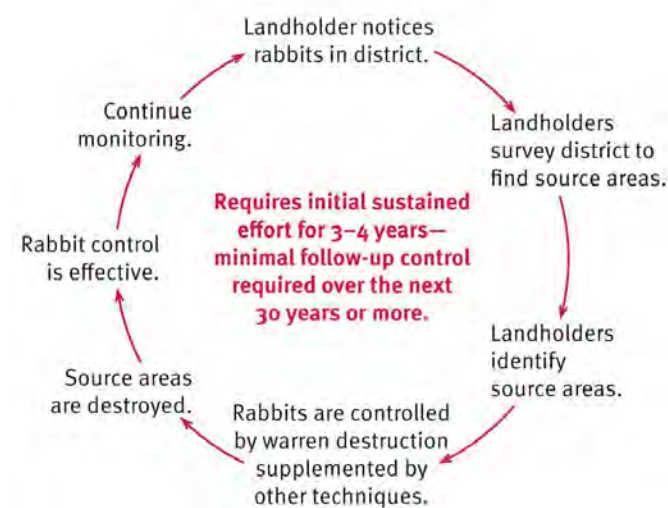 Landholder notices
rabbits in district.
Landholders
survey district to
find source areas.
Landholders
identify
source areas.
Rabbits are controlled
by warren destruction
supplemented by
other techniques.
Source areas
are destroyed.
Rabbit control
is effective.
Continue
monitoring.
Requires initial sustained
effort for 3–4 years—
minimal follow-up control
required over the next
30 years or more.